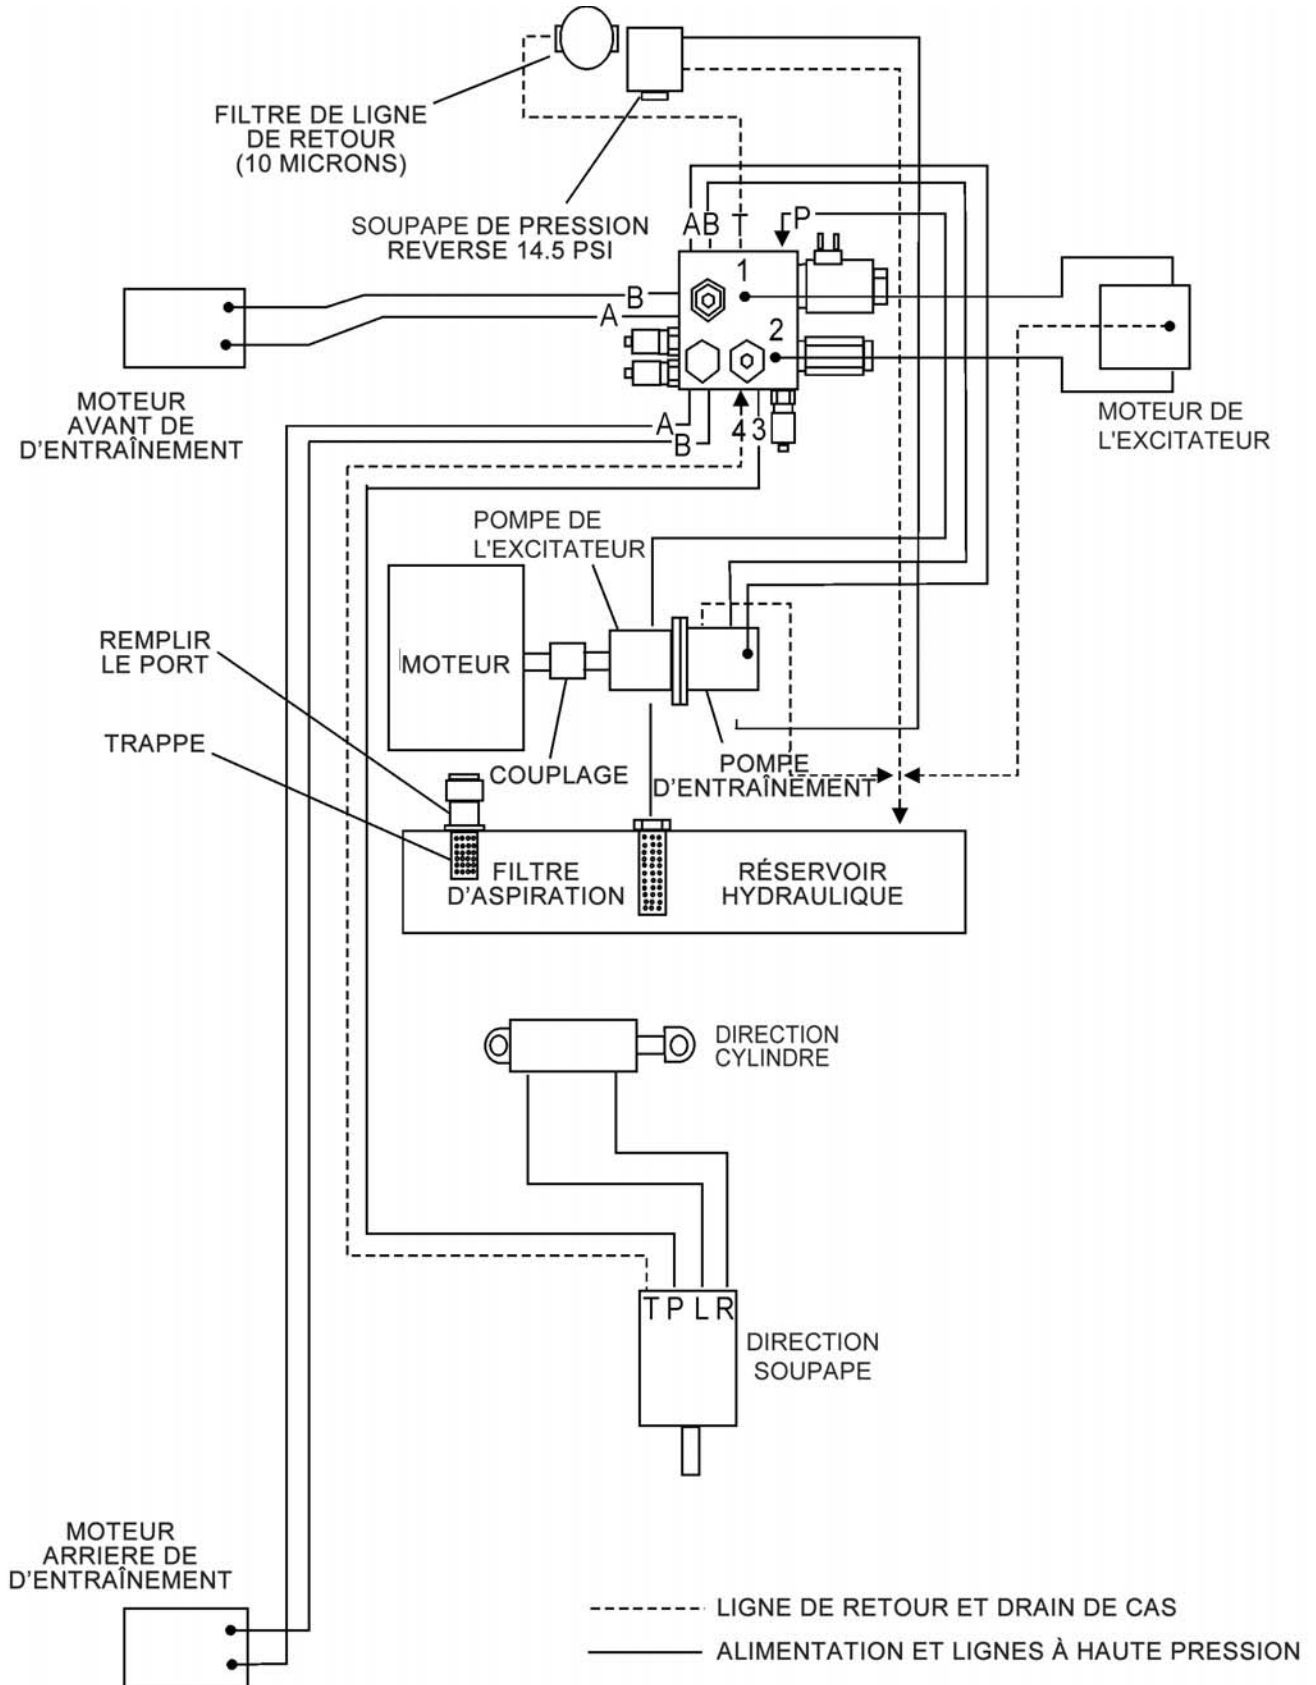 FILTRE DE LIGNE
DE RETOUR
(10 MICRONS)
SOUPAPE DE PRESSION
REVERSE 14.5 PSI
A B T P
1
B
A
2
MOTEUR
AVANT DE
D'ENTRAÎNEMENT
MOTEUR DE
L'EXCITATEUR
A
B
4 3
POMPE DE
L'EXCITATEUR
REMPLIR
LE PORT
MOTEUR
TRAPPE
COUPLAGE
POMPE
D'ENTRAÎNEMENT
FILTRE
D'ASPIRATION
RÉSERVOIR
HYDRAULIQUE
DIRECTION
CYLINDRE
T P L R
DIRECTION
SOUPAPE
MOTEUR
ARRIERE DE
D'ENTRAÎNEMENT
LIGNE DE RETOUR ET DRAIN DE CAS
ALIMENTATION ET LIGNES À HAUTE PRESSION